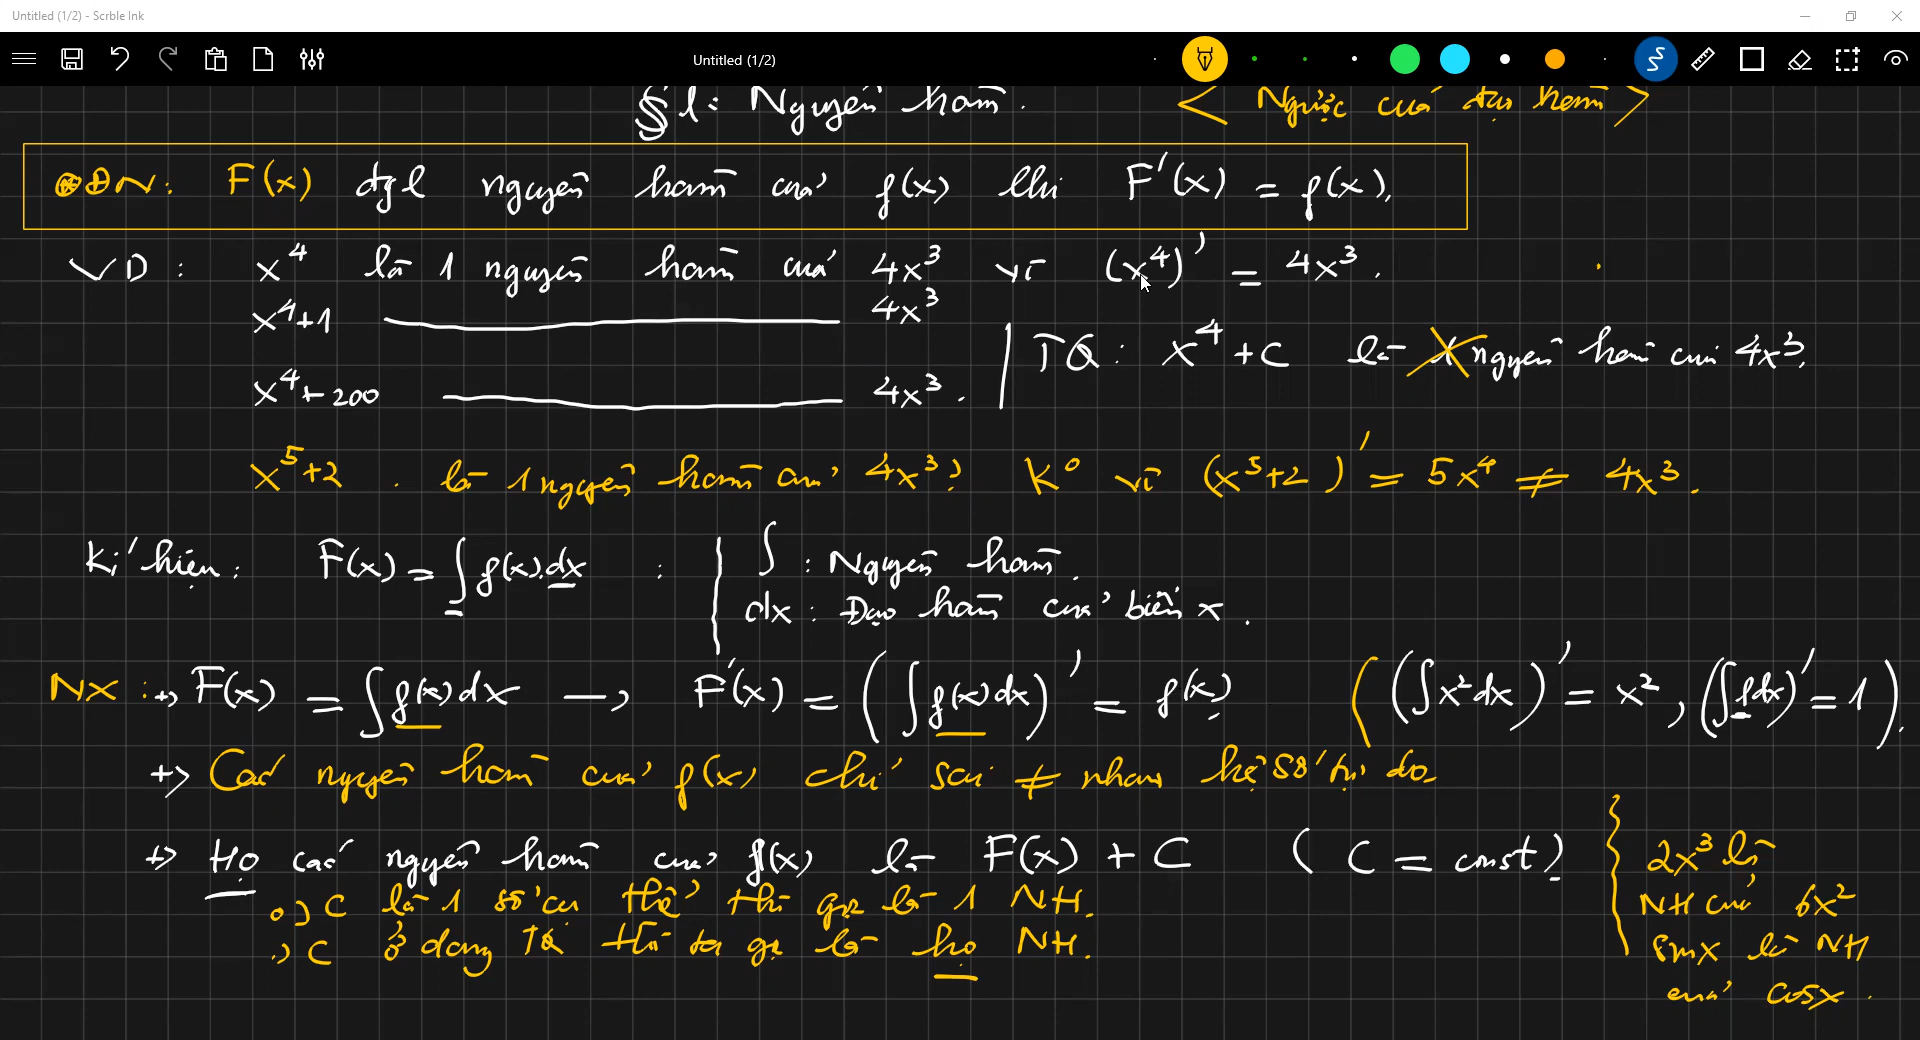 Untitled (1/2) - Scrble Ink
Untitled (1/2)
§1: Nguyên hàm. < Ngược của đạo hàm >
ĐN: F(x) đgl nguyên hàm của f(x) khi F'(x) = f(x).
VD: x⁴ là 1 nguyên hàm của 4x³ vì (x⁴)' = 4x³.
x⁴+1 ——— 4x³
x⁴+200 ——— 4x³.
TQ: x⁴+C là nguyên hàm của 4x³.
x⁵+2 là 1 nguyên hàm của 4x³? K⁰ vì (x⁵+2)' = 5x⁴ ≠ 4x³.
Kí hiệu: F(x) = ∫f(x).dx :
∫ : Nguyên hàm.
dx : Đạo hàm của biến x.
NX: +> F(x) = ∫f(x)dx → F'(x) = (∫f(x)dx)' = f(x) ((∫x²dx)' = x², (∫1dx)' = 1).
+> Các nguyên hàm của f(x) chỉ sai ≠ nhau hệ số tự do
+> Họ các nguyên hàm của f(x) là F(x) + C (C = const)
•) C là 1 số cụ thể thì gọi là 1 NH.
•) C ở dạng TQ thì ta gọi là họ NH.
2x³ là
NH của 6x²
sinx là NH
của cosx.